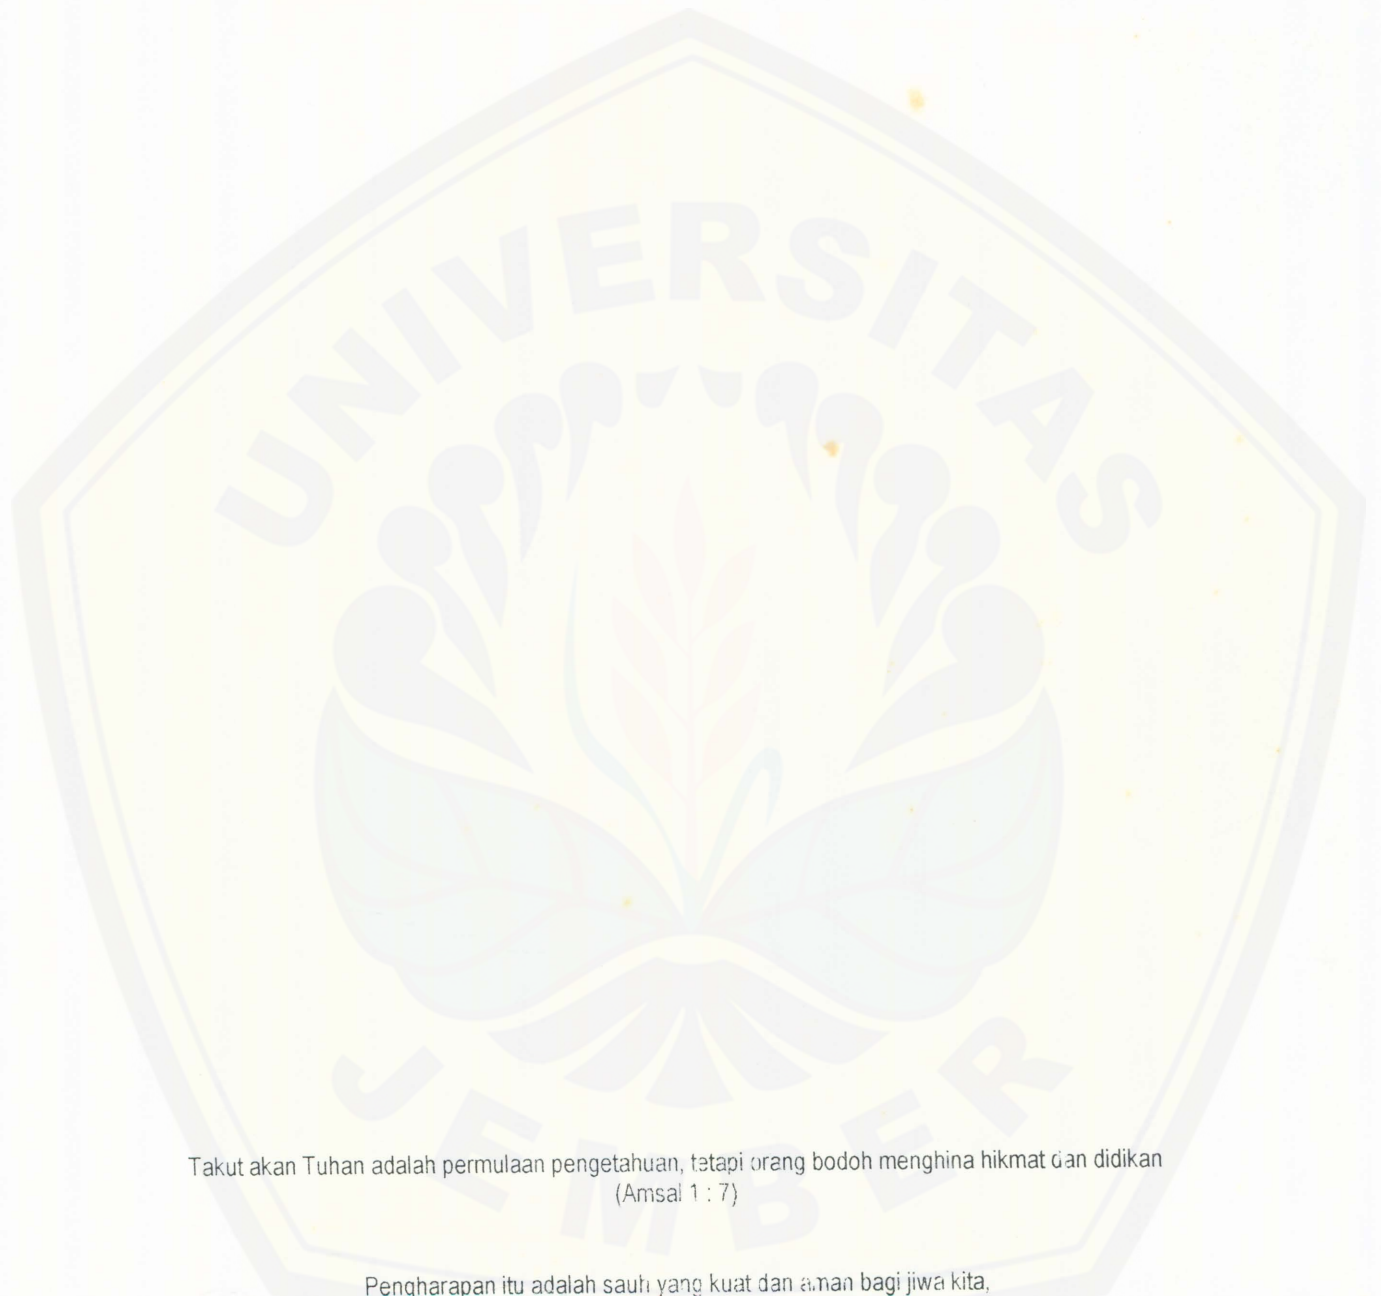 UNIVERSITAS
JEMBER
Takut akan Tuhan adalah permulaan pengetahuan, tetapi orang bodoh menghina hikmat dan didikan
(Amsal 1 : 7)
Pengharapan itu adalah sauh yang kuat dan aman bagi jiwa kita,